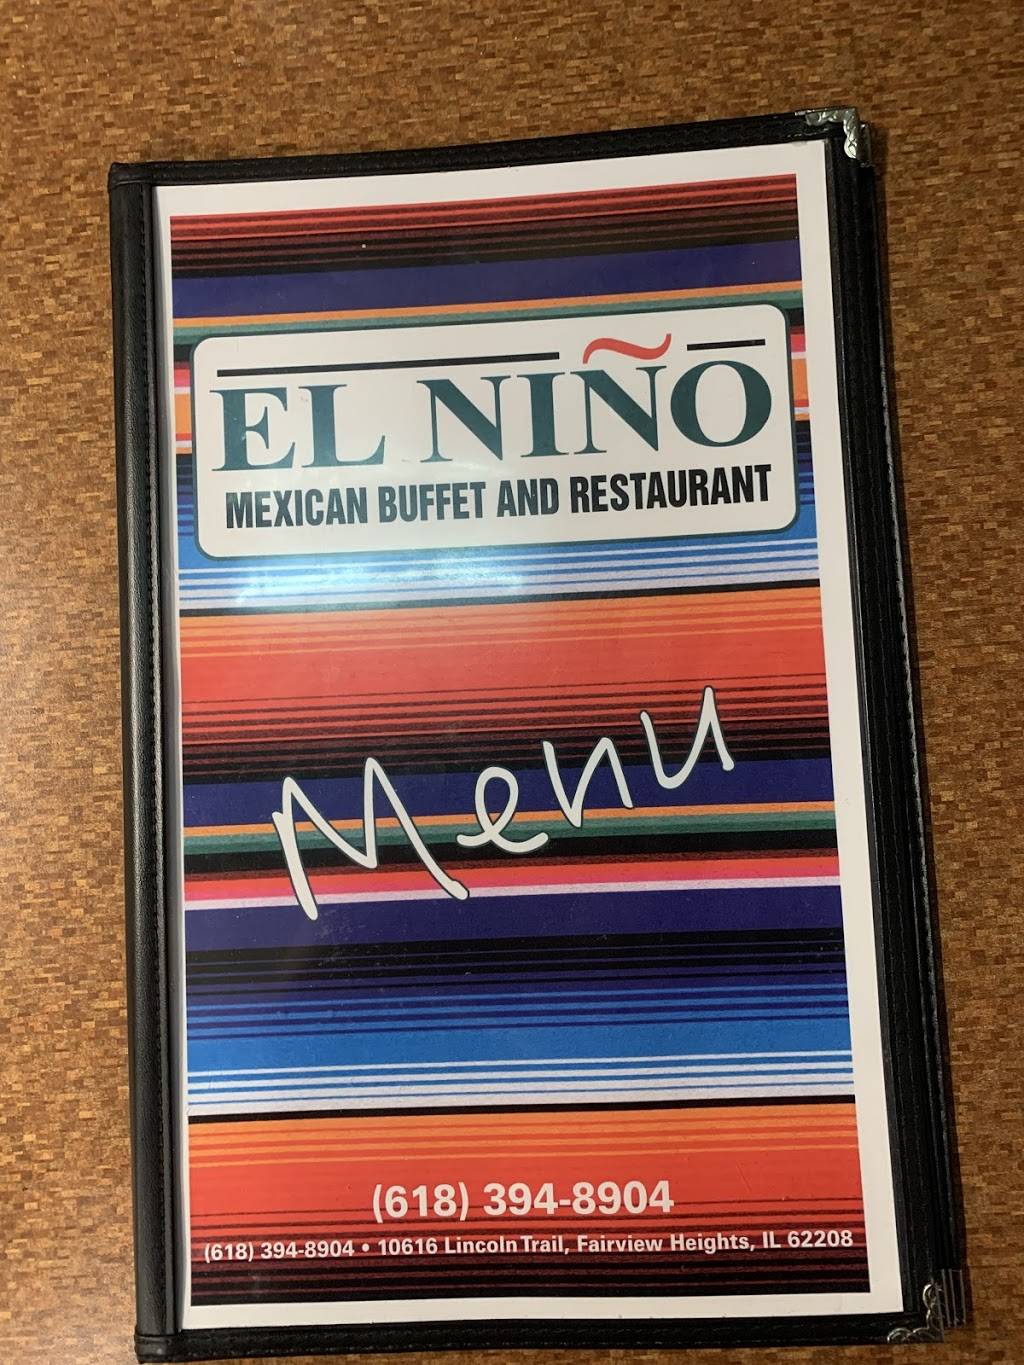 EL NIÑO
MEXICAN BUFFET AND RESTAURANT
Menu
(618) 394-8904
(618) 394-8904 • 10616 Lincoln Trail, Fairview Heights, IL 62208